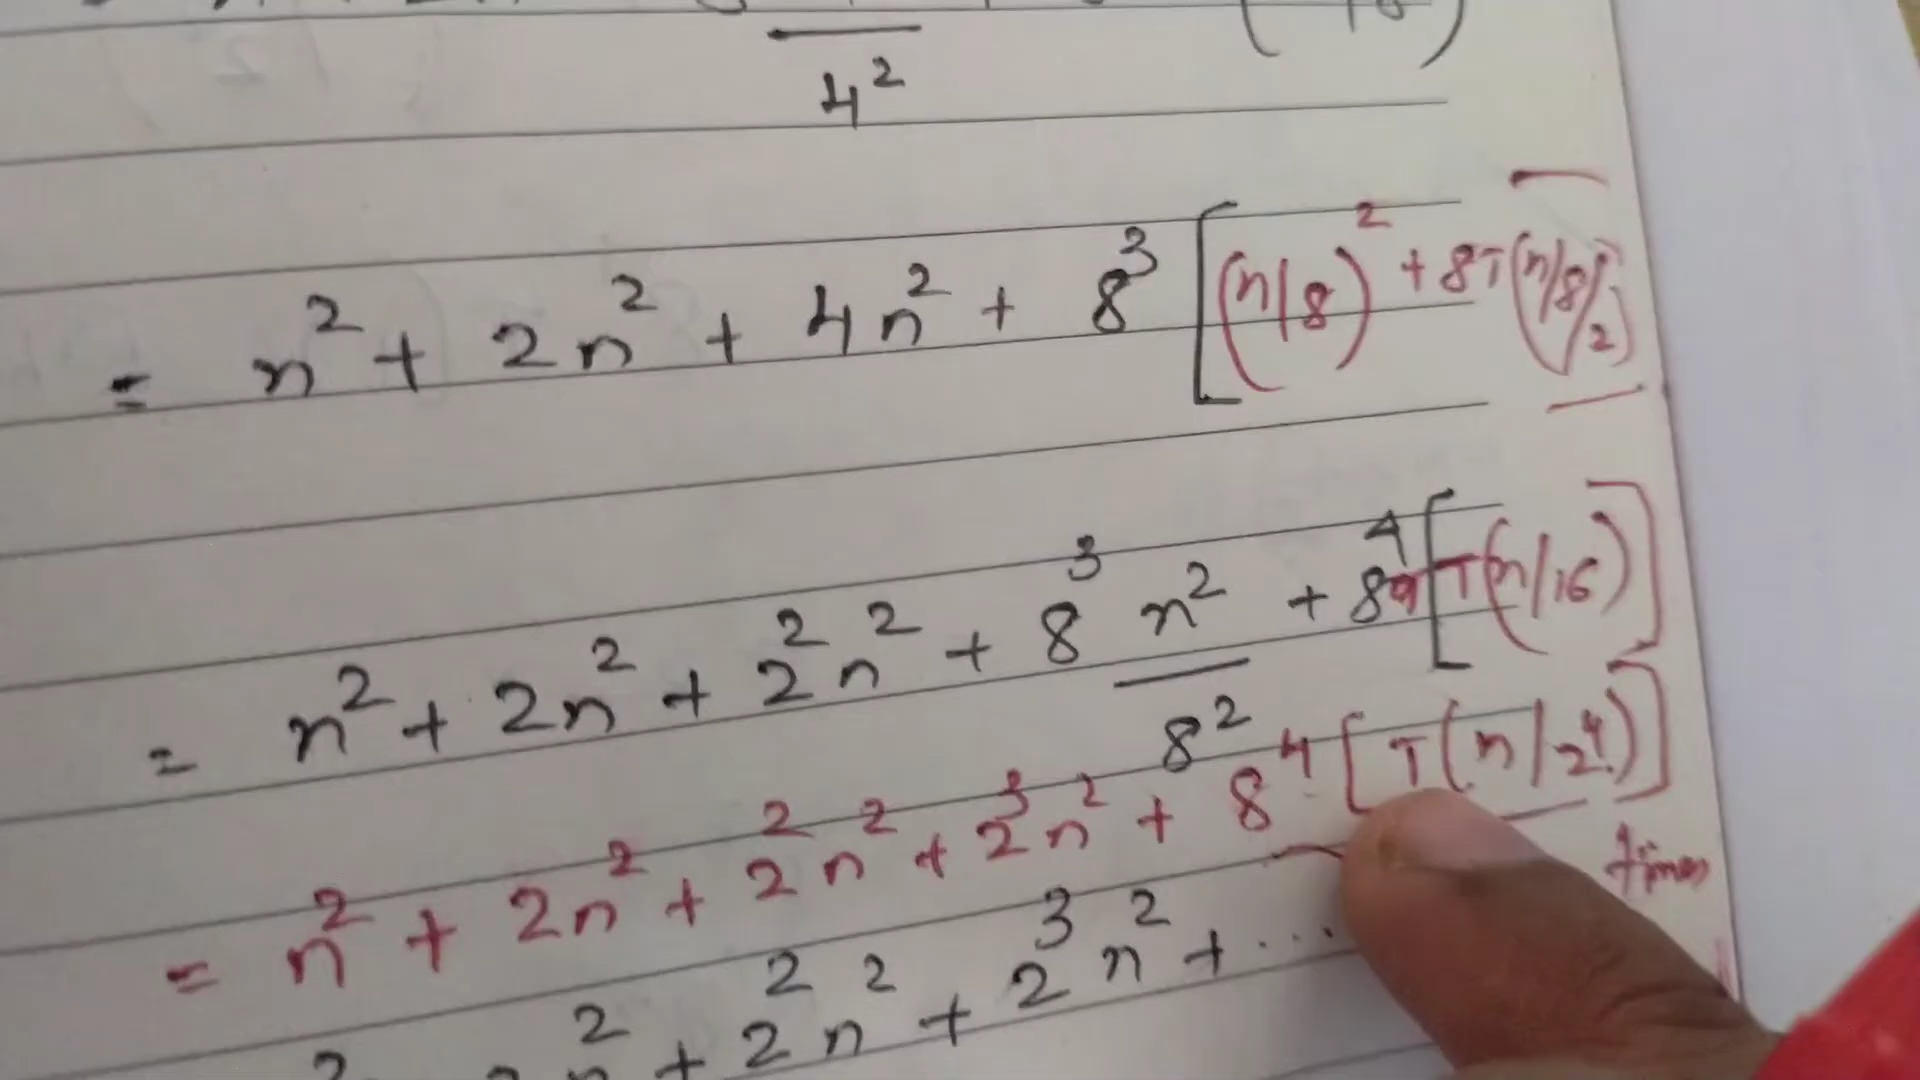 4²
= n² + 2n² + 4n² + 8³ [(n/8)² + 8T(n/8/2)]
= n² + 2n² + 2²n² + 8³ n²/8² + 8⁴ [T(n/16)]
= n² + 2n² + 2²n² + 2³n² + 8⁴ [T(n/2⁴)]
times
+ 2²n² + 2³n² + ...